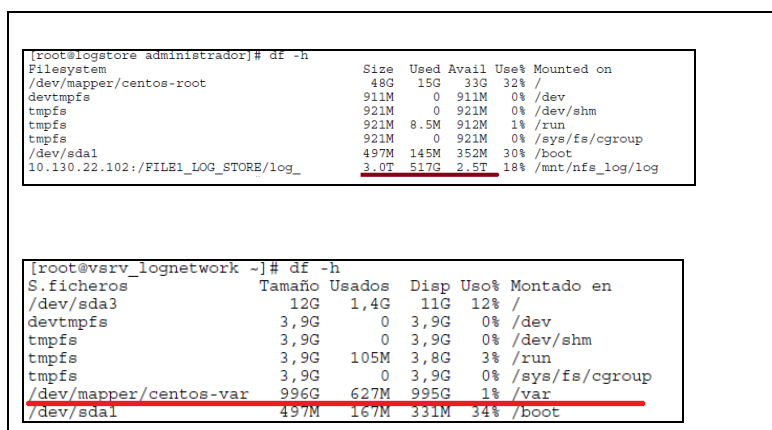 [root@logstore administrador]# df -h
Filesystem Size Used Avail Use% Mounted on
/dev/mapper/centos-root 48G 15G 33G 32% /
devtmpfs 911M 0 911M 0% /dev
tmpfs 921M 0 921M 0% /dev/shm
tmpfs 921M 8.5M 912M 1% /run
tmpfs 921M 0 921M 0% /sys/fs/cgroup
/dev/sda1 497M 145M 352M 30% /boot
10.130.22.102:/FILE1_LOG_STORE/log_ 3.0T 517G 2.5T 18% /mnt/nfs_log/log
[root@vsrv_lognetwork ~]# df -h
S.ficheros Tamaño Usados Disp Uso% Montado en
/dev/sda3 12G 1,4G 11G 12% /
devtmpfs 3,9G 0 3,9G 0% /dev
tmpfs 3,9G 0 3,9G 0% /dev/shm
tmpfs 3,9G 105M 3,8G 3% /run
tmpfs 3,9G 0 3,9G 0% /sys/fs/cgroup
/dev/mapper/centos-var 996G 627M 995G 1% /var
/dev/sda1 497M 167M 331M 34% /boot